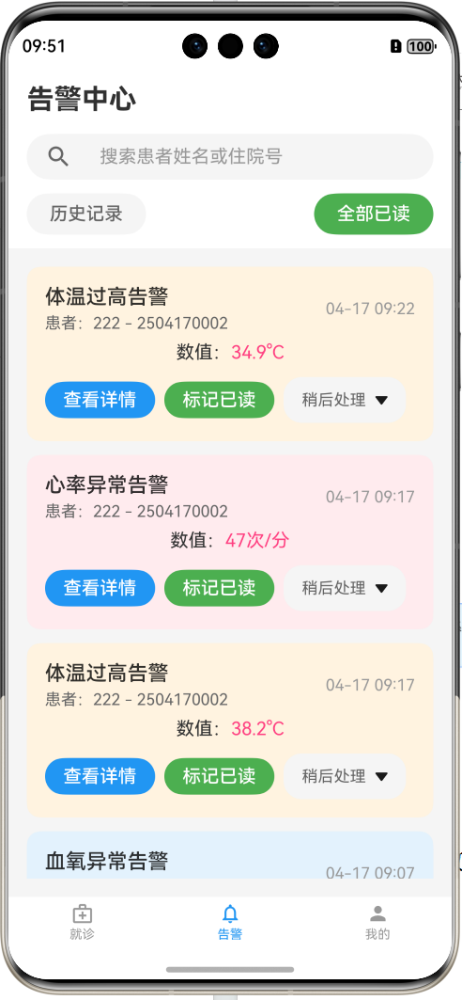 09:51
100
告警中心
搜索患者姓名或住院号
历史记录
全部已读
体温过高告警
04-17 09:22
患者：222 - 2504170002
数值：34.9℃
查看详情
标记已读
稍后处理
心率异常告警
04-17 09:17
患者：222 - 2504170002
数值：47次/分
查看详情
标记已读
稍后处理
体温过高告警
04-17 09:17
患者：222 - 2504170002
数值：38.2℃
查看详情
标记已读
稍后处理
血氧异常告警
04-17 09:07
就诊
告警
我的